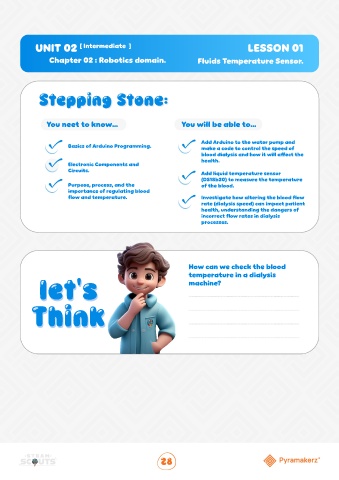 UNIT 02 [ Intermediate ]
LESSON 01
Chapter 02 : Robotics domain.
Fluids Temperature Sensor.
Stepping Stone:
You neet to know...
Basics of Arduino Programming.
Electronic Components and
Circuits.
Purpose, process, and the
importance of regulating blood
flow and temperature.
You will be able to...
Add Arduino to the water pump and
make a code to control the speed of
blood dialysis and how it will affect the
health.
Add liquid temperature sensor
(DS18b20) to measure the temperature
of the blood.
Investigate how altering the blood flow
rate (dialysis speed) can impact patient
health, understanding the dangers of
incorrect flow rates in dialysis
processes.
let's
Think
How can we check the blood
temperature in a dialysis
machine?
STEAM
SCOUTS
28
Pyramakerz